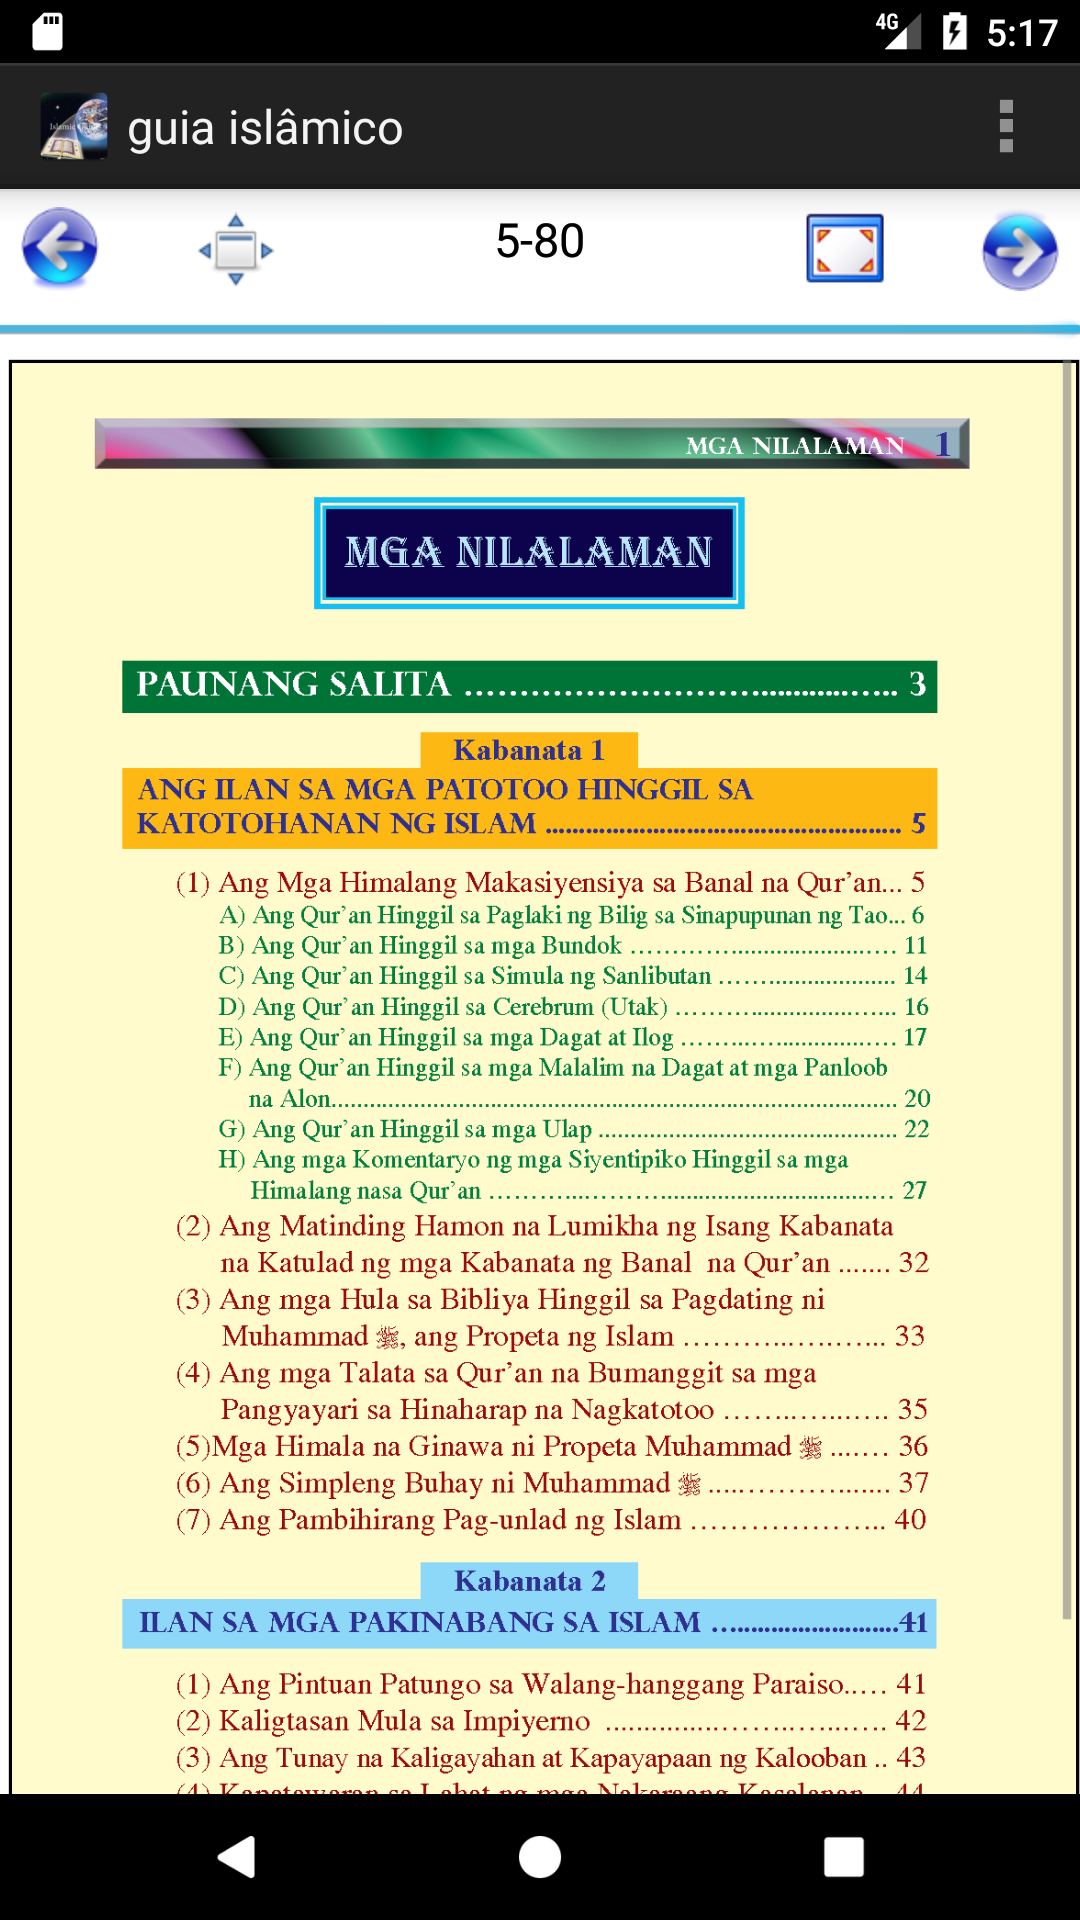 4G 5:17
guia islâmico
5-80
MGA NILALAMAN 1
MGA NILALAMAN
PAUNANG SALITA ........................................ 3
Kabanata 1
ANG ILAN SA MGA PATOTOO HINGGIL SA
KATOTOHANAN NG ISLAM ..................................................... 5
(1) Ang Mga Himalang Makasiyensiya sa Banal na Qur’an... 5
A) Ang Qur’an Hinggil sa Paglaki ng Bilig sa Sinapupunan ng Tao... 6
B) Ang Qur’an Hinggil sa mga Bundok ........................................ 11
C) Ang Qur’an Hinggil sa Simula ng Sanlibutan ........................... 14
D) Ang Qur’an Hinggil sa Cerebrum (Utak) ................................. 16
E) Ang Qur’an Hinggil sa mga Dagat at Ilog ................................ 17
F) Ang Qur’an Hinggil sa mga Malalim na Dagat at mga Panloob
na Alon......................................................................................... 20
G) Ang Qur’an Hinggil sa mga Ulap ............................................... 22
H) Ang mga Komentaryo ng mga Siyentipiko Hinggil sa mga
Himalang nasa Qur’an .............................................................. 27
(2) Ang Matinding Hamon na Lumikha ng Isang Kabanata
na Katulad ng mga Kabanata ng Banal na Qur’an ....... 32
(3) Ang mga Hula sa Bibliya Hinggil sa Pagdating ni
Muhammad ﷺ, ang Propeta ng Islam ........................... 33
(4) Ang mga Talata sa Qur’an na Bumanggit sa mga
Pangyayari sa Hinaharap na Nagkatotoo ...................... 35
(5)Mga Himala na Ginawa ni Propeta Muhammad ﷺ ....... 36
(6) Ang Simpleng Buhay ni Muhammad ﷺ ........................ 37
(7) Ang Pambihirang Pag-unlad ng Islam .......................... 40
Kabanata 2
ILAN SA MGA PAKINABANG SA ISLAM ............................41
(1) Ang Pintuan Patungo sa Walang-hanggang Paraiso..... 41
(2) Kaligtasan Mula sa Impiyerno ..................................... 42
(3) Ang Tunay na Kaligayahan at Kapayapaan ng Kalooban .. 43
(4) Kapatawaran sa Lahat ng mga Nakaraang Kasalanan 44